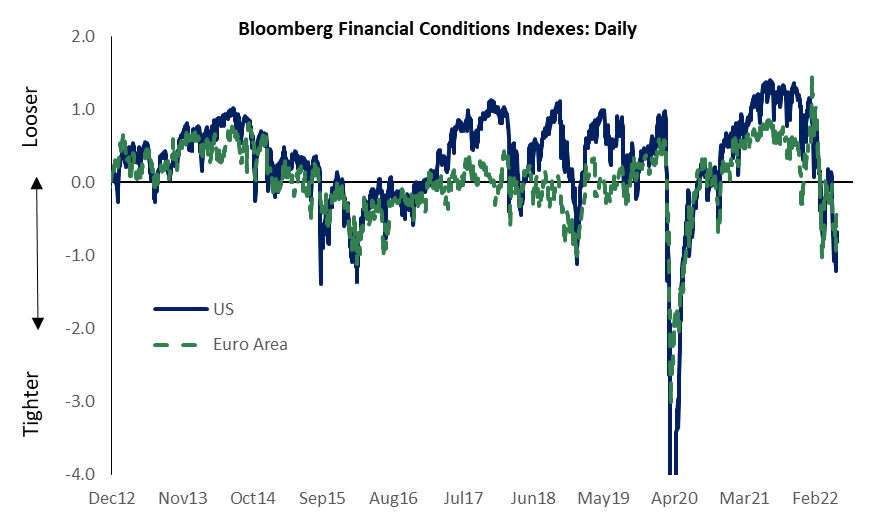 Bloomberg Financial Conditions Indexes: Daily
2.0
1.0
0.0
-1.0
-2.0
-3.0
-4.0
Looser
Tighter
US
Euro Area
Dec12 Nov13 Oct14 Sep15 Aug16 Jul17 Jun18 May19 Apr20 Mar21 Feb22